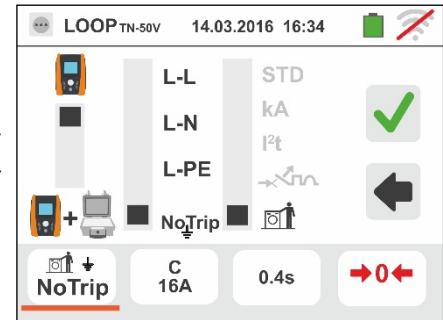 LOOP TN-50V 14.03.2016 16:34
L-L STD
L-N kA
I²t
L-PE
+ NoTrip
NoTrip C 16A 0.4s →0←